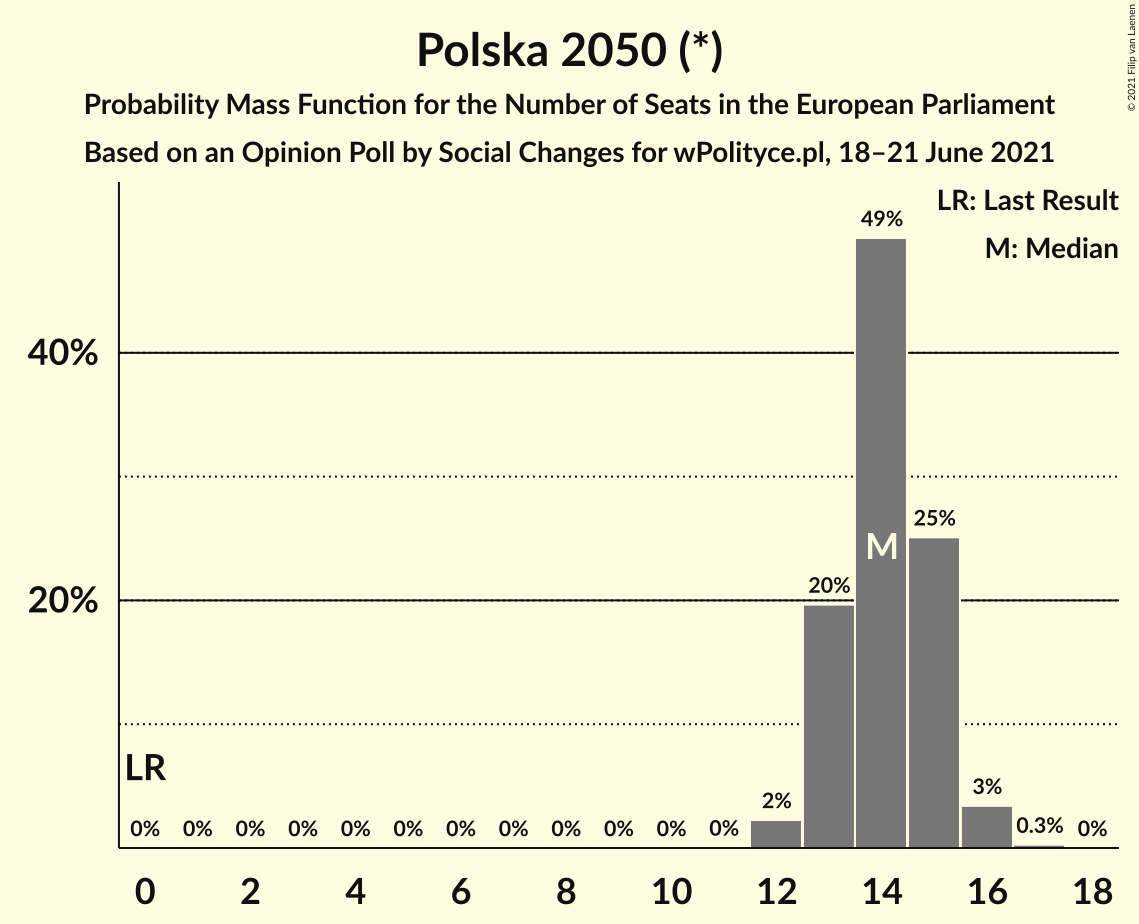 Polska 2050 (*)
Probability Mass Function for the Number of Seats in the European Parliament
Based on an Opinion Poll by Social Changes for wPolityce.pl, 18–21 June 2021
© 2021 Filip van Laenen
LR: Last Result
M: Median
49%
40%
25%
M
20%
20%
LR
3%
2%
0% 0% 0% 0% 0% 0% 0% 0% 0% 0% 0% 0% 0.3% 0%
0 2 4 6 8 10 12 14 16 18